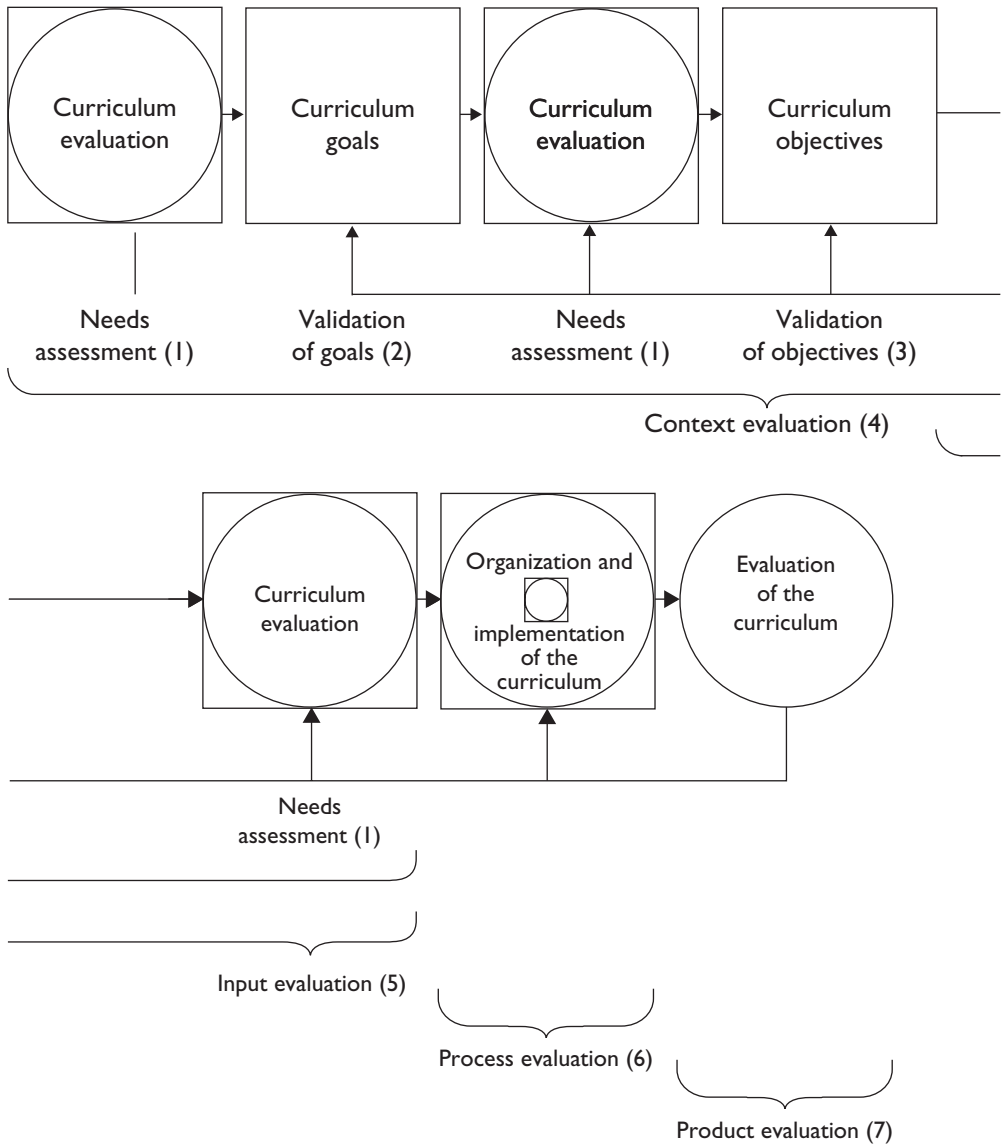 Curriculum
evaluation
Curriculum
goals
Curriculum
evaluation
Curriculum
objectives
Needs
assessment (1)
Validation
of goals (2)
Needs
assessment (1)
Validation
of objectives (3)
Context evaluation (4)
Curriculum
evaluation
Organization and
implementation
of the
curriculum
Evaluation
of the
curriculum
Needs
assessment (1)
Input evaluation (5)
Process evaluation (6)
Product evaluation (7)